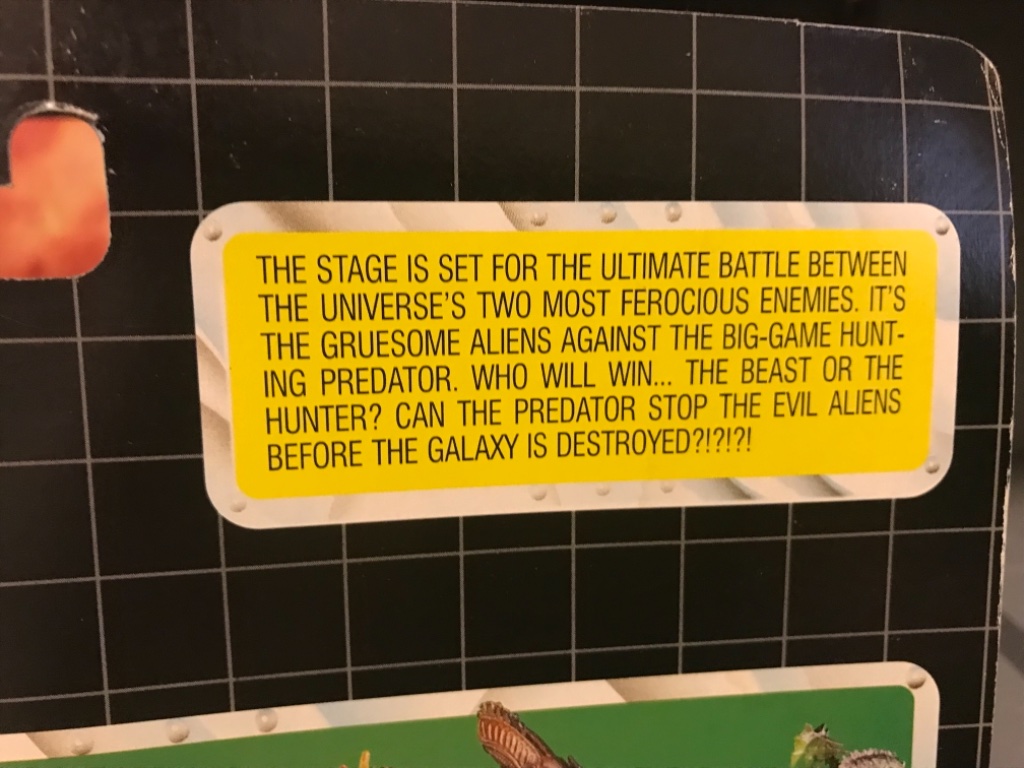 THE STAGE IS SET FOR THE ULTIMATE BATTLE BETWEEN
THE UNIVERSE'S TWO MOST FEROCIOUS ENEMIES. IT'S
THE GRUESOME ALIENS AGAINST THE BIG-GAME HUNT-
ING PREDATOR. WHO WILL WIN... THE BEAST OR THE
HUNTER? CAN THE PREDATOR STOP THE EVIL ALIENS
BEFORE THE GALAXY IS DESTROYED?!?!?!